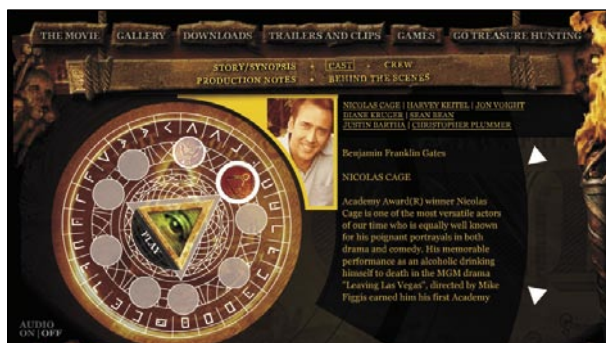 THE MOVIE GALLERY DOWNLOADS TRAILERS AND CLIPS GAMES GO TREASURE HUNTING
STORY/SYNOPSIS • CAST • CREW
PRODUCTION NOTES • BEHIND THE SCENES
NICOLAS CAGE | HARVEY KEITEL | JON VOIGHT
DIANE KRUGER | SEAN BEAN
JUSTIN BARTHA | CHRISTOPHER PLUMMER
Benjamin Franklin Gates
NICOLAS CAGE
Academy Award(R) winner Nicolas
Cage is one of the most versatile actors
of our time who is equally well known
for his poignant portrayals in both
drama and comedy. His memorable
performance as an alcoholic drinking
himself to death in the MGM drama
"Leaving Las Vegas", directed by Mike
Figgis earned him his first Academy
PLAY
AUDIO
ON | OFF